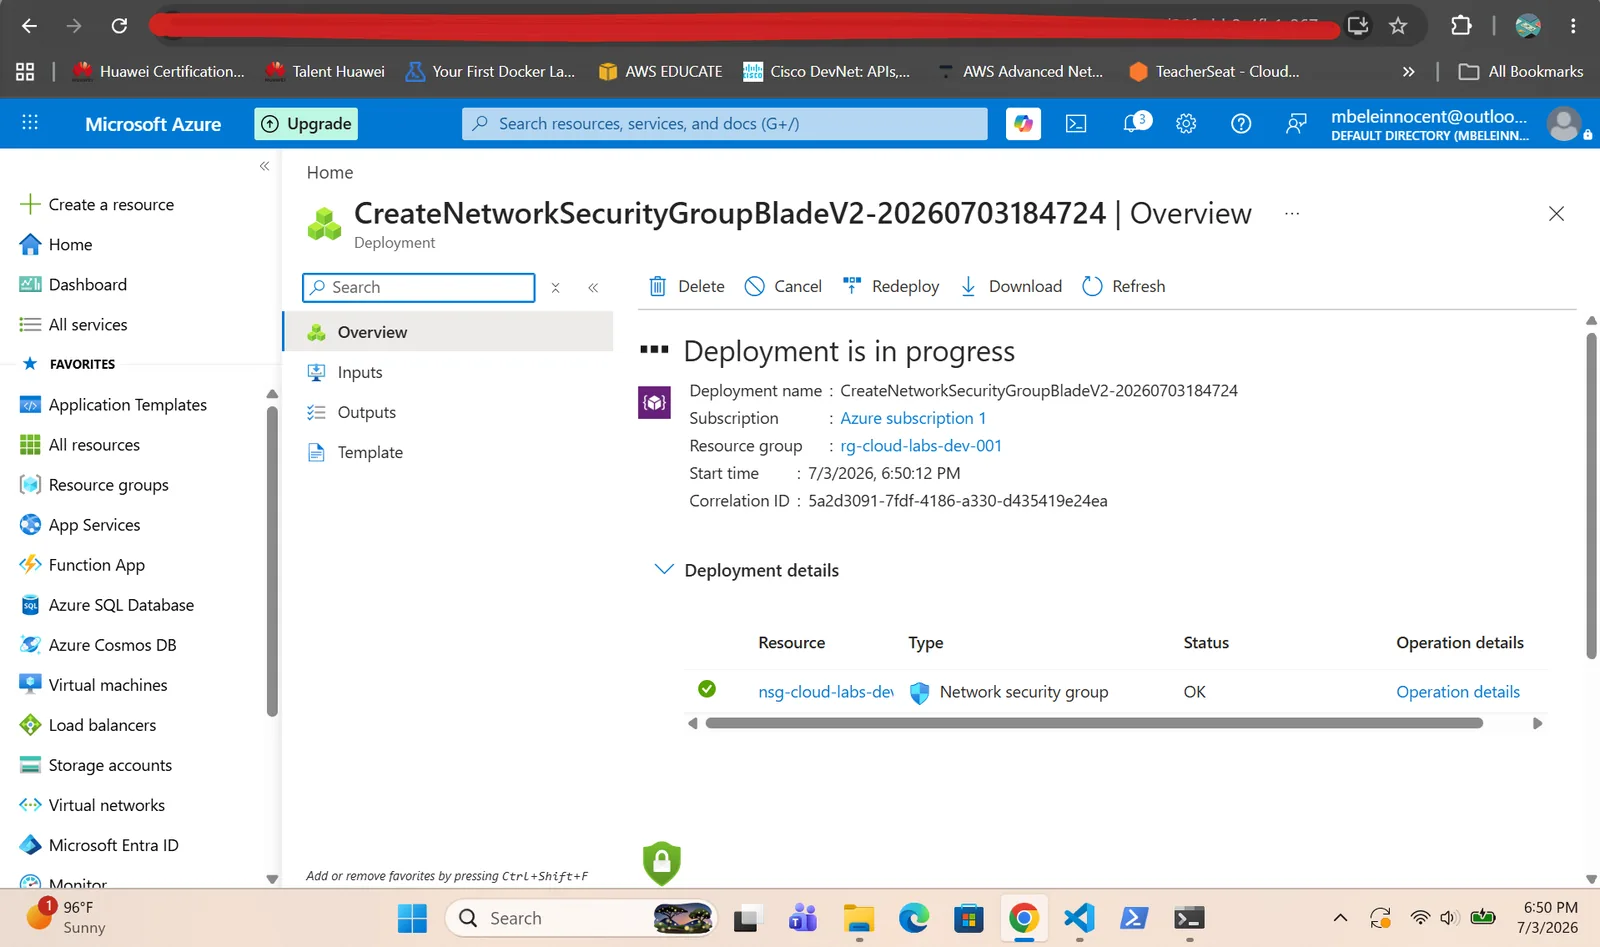 Huawei Certification...
Talent Huawei
Your First Docker La...
AWS EDUCATE
Cisco DevNet: APIs,...
AWS Advanced Net...
TeacherSeat - Cloud...
»
All Bookmarks
Microsoft Azure
Upgrade
Search resources, services, and docs (G+/)
3
mbeleinnocent@outloo...
DEFAULT DIRECTORY (MBELEINN...
Create a resource
Home
Dashboard
All services
FAVORITES
Application Templates
All resources
Resource groups
App Services
Function App
Azure SQL Database
Azure Cosmos DB
Virtual machines
Load balancers
Storage accounts
Virtual networks
Microsoft Entra ID
Monitor
Home
CreateNetworkSecurityGroupBladeV2-20260703184724 | Overview ...
Deployment
Search
Overview
Inputs
Outputs
Template
Add or remove favorites by pressing Ctrl+Shift+F
Delete Cancel Redeploy Download Refresh
Deployment is in progress
Deployment name : CreateNetworkSecurityGroupBladeV2-20260703184724
Subscription : Azure subscription 1
Resource group : rg-cloud-labs-dev-001
Start time : 7/3/2026, 6:50:12 PM
Correlation ID : 5a2d3091-7fdf-4186-a330-d435419e24ea
Deployment details
Resource Type Status Operation details
nsg-cloud-labs-dev Network security group OK Operation details
1
96°F
Sunny
Search
6:50 PM
7/3/2026